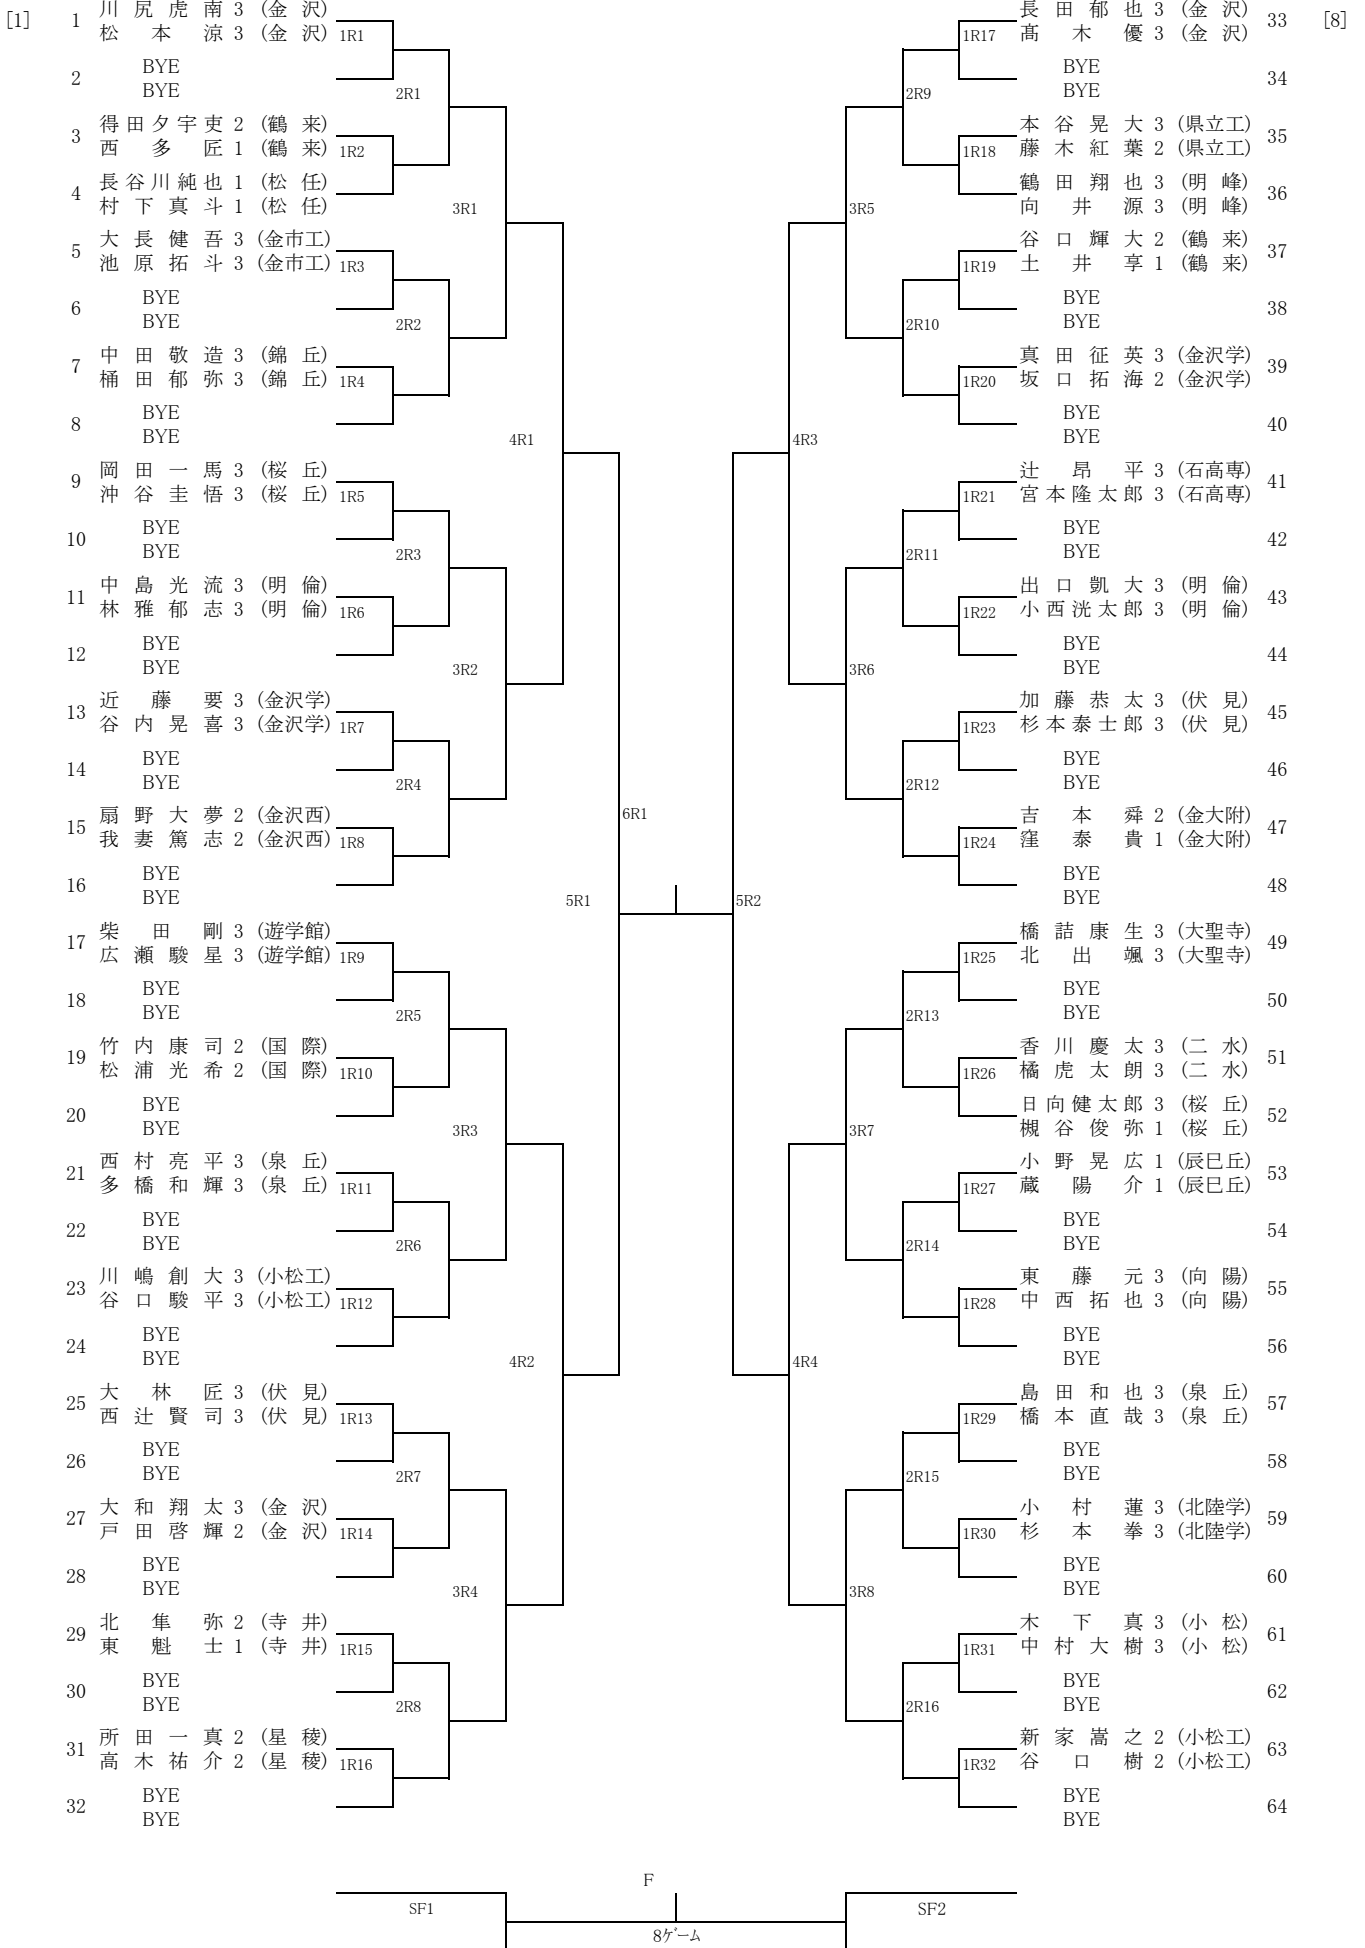 [1]
1 川尻虎南 3 (金沢)
松本涼 3 (金沢)
1R1
2 BYE
BYE
2R1
3 得田夕宇吏 2 (鶴来)
西多匠 1 (鶴来)
1R2
4 長谷川純也 1 (松任)
村下真斗 1 (松任)
3R1
5 大長健吾 3 (金市工)
池原拓斗 3 (金市工)
1R3
6 BYE
BYE
2R2
7 中田敬造 3 (錦丘)
桶田郁弥 3 (錦丘)
1R4
8 BYE
BYE
4R1
9 岡田一馬 3 (桜丘)
沖谷圭悟 3 (桜丘)
1R5
10 BYE
BYE
2R3
11 中島光流 3 (明倫)
林雅郁志 3 (明倫)
1R6
12 BYE
BYE
3R2
13 近藤要 3 (金沢学)
谷内晃喜 3 (金沢学)
1R7
14 BYE
BYE
2R4
15 扇野大夢 2 (金沢西)
我妻篤志 2 (金沢西)
1R8
16 BYE
BYE
5R1
17 柴田剛 3 (遊学館)
広瀬駿星 3 (遊学館)
1R9
18 BYE
BYE
2R5
19 竹内康司 2 (国際)
松浦光希 2 (国際)
1R10
20 BYE
BYE
3R3
21 西村亮平 3 (泉丘)
多橋和輝 3 (泉丘)
1R11
22 BYE
BYE
2R6
23 川嶋創大 3 (小松工)
谷口駿平 3 (小松工)
1R12
24 BYE
BYE
4R2
25 大林匠 3 (伏見)
西辻賢司 3 (伏見)
1R13
26 BYE
BYE
2R7
27 大和翔太 3 (金沢)
戸田啓輝 2 (金沢)
1R14
28 BYE
BYE
3R4
29 北隼弥 2 (寺井)
東魁士 1 (寺井)
1R15
30 BYE
BYE
2R8
31 所田一真 2 (星稜)
高木祐介 2 (星稜)
1R16
32 BYE
BYE
6R1
[8]
長田郁也 3 (金沢) 33
髙木優 3 (金沢)
1R17
BYE 34
BYE
2R9
本谷晃大 3 (県立工) 35
藤木紅葉 2 (県立工)
1R18
鶴田翔也 3 (明峰) 36
向井源 3 (明峰)
3R5
谷口輝大 2 (鶴来) 37
土井享 1 (鶴来)
1R19
BYE 38
BYE
2R10
真田征英 3 (金沢学) 39
坂口拓海 2 (金沢学)
1R20
BYE 40
BYE
4R3
辻昂平 3 (石高専) 41
宮本隆太郎 3 (石高専)
1R21
BYE 42
BYE
2R11
出口凱大 3 (明倫) 43
小西洸太郎 3 (明倫)
1R22
BYE 44
BYE
3R6
加藤恭太 3 (伏見) 45
杉本泰士郎 3 (伏見)
1R23
BYE 46
BYE
2R12
吉本舜 2 (金大附) 47
窪泰貴 1 (金大附)
1R24
BYE 48
BYE
5R2
橋詰康生 3 (大聖寺) 49
北出颯 3 (大聖寺)
1R25
BYE 50
BYE
2R13
香川慶太 3 (二水) 51
橘虎太朗 3 (二水)
1R26
日向健太郎 3 (桜丘) 52
槻谷俊弥 1 (桜丘)
3R7
小野晃広 1 (辰巳丘) 53
蔵陽介 1 (辰巳丘)
1R27
BYE 54
BYE
2R14
東藤元 3 (向陽) 55
中西拓也 3 (向陽)
1R28
BYE 56
BYE
4R4
島田和也 3 (泉丘) 57
橋本直哉 3 (泉丘)
1R29
BYE 58
BYE
2R15
小村蓮 3 (北陸学) 59
杉本拳 3 (北陸学)
1R30
BYE 60
BYE
3R8
木下真 3 (小松) 61
中村大樹 3 (小松)
1R31
BYE 62
BYE
2R16
新家嵩之 2 (小松工) 63
谷口樹 2 (小松工)
1R32
BYE 64
BYE
F
SF1
SF2
8ゲーム